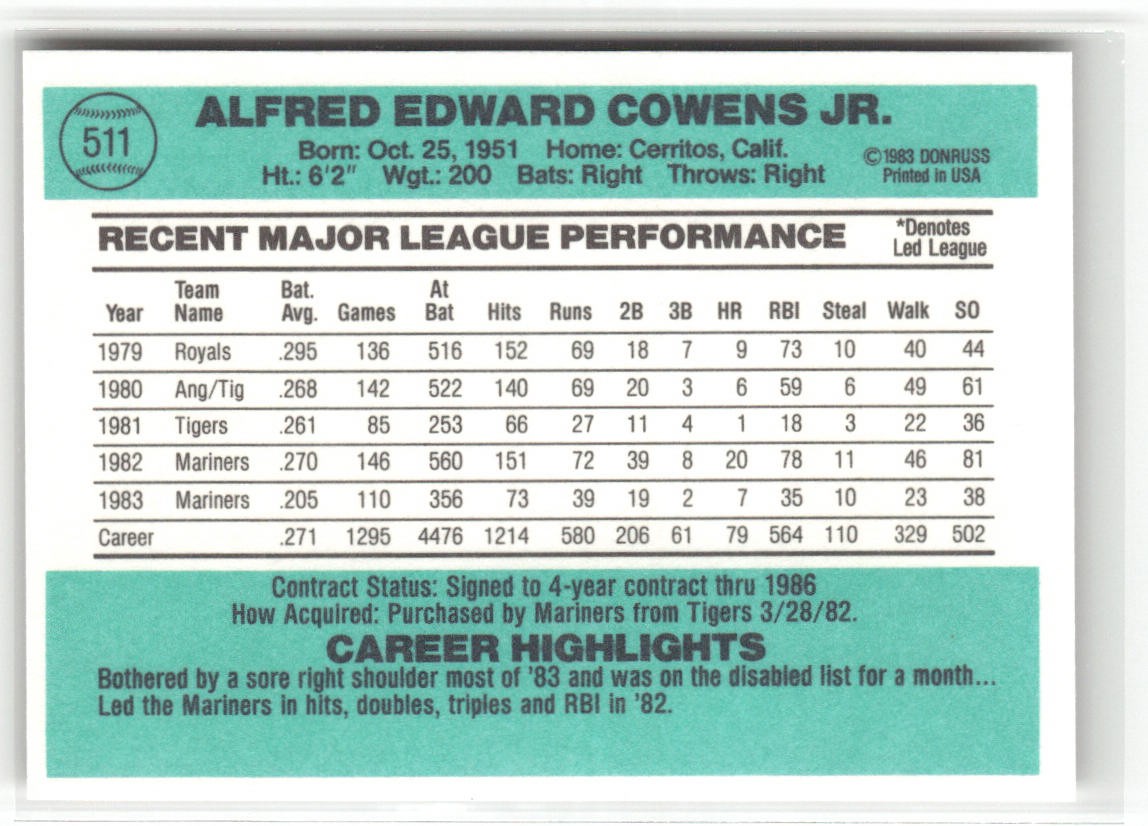 511
ALFRED EDWARD COWENS JR.
Born: Oct. 25, 1951 Home: Cerritos, Calif.
Ht.: 6'2" Wgt.: 200 Bats: Right Throws: Right
©1983 DONRUSS
Printed in USA
RECENT MAJOR LEAGUE PERFORMANCE
*Denotes
Led League
Year Team Name Bat. Avg. Games At Bat Hits Runs 2B 3B HR RBI Steal Walk SO
1979 Royals .295 136 516 152 69 18 7 9 73 10 40 44
1980 Ang/Tig .268 142 522 140 69 20 3 6 59 6 49 61
1981 Tigers .261 85 253 66 27 11 4 1 18 3 22 36
1982 Mariners .270 146 560 151 72 39 8 20 78 11 46 81
1983 Mariners .205 110 356 73 39 19 2 7 35 10 23 38
Career .271 1295 4476 1214 580 206 61 79 564 110 329 502
Contract Status: Signed to 4-year contract thru 1986
How Acquired: Purchased by Mariners from Tigers 3/28/82.
CAREER HIGHLIGHTS
Bothered by a sore right shoulder most of '83 and was on the disabled list for a month...
Led the Mariners in hits, doubles, triples and RBI in '82.